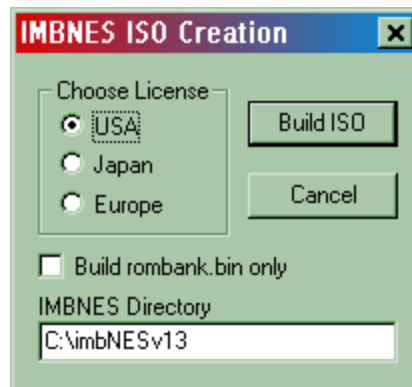 IMBNES ISO Creation
Choose License
USA
Build ISO
Japan
Cancel
Europe
Build rombank.bin only
IMBNES Directory
C:\imbNESv13